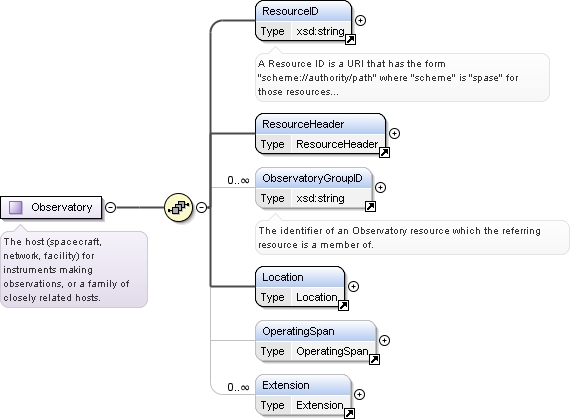 ResourceID
Type xsd:string
A Resource ID is a URI that has the form
"scheme://authority/path" where "scheme" is "spase" for
those resources...
ResourceHeader
Type ResourceHeader
0..∞
ObservatoryGroupID
Type xsd:string
The identifier of an Observatory resource which the referring
resource is a member of.
Observatory
The host (spacecraft,
network, facility) for
instruments making
observations, or a family of
closely related hosts.
Location
Type Location
OperatingSpan
Type OperatingSpan
0..∞
Extension
Type Extension